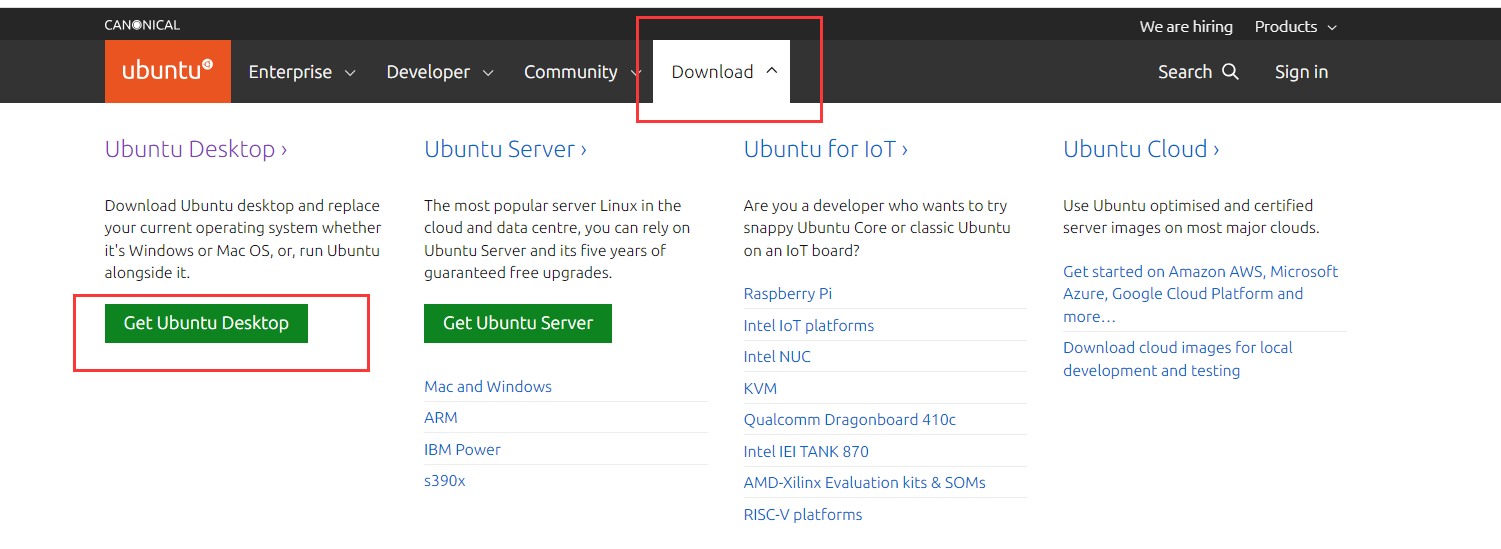 CANONICAL
We are hiring
Products
ubuntu
Enterprise
Developer
Community
Download
Search
Sign in
Ubuntu Desktop ›
Download Ubuntu desktop and replace
your current operating system whether
it's Windows or Mac OS, or, run Ubuntu
alongside it.
Get Ubuntu Desktop
Ubuntu Server ›
The most popular server Linux in the
cloud and data centre, you can rely on
Ubuntu Server and its five years of
guaranteed free upgrades.
Get Ubuntu Server
Mac and Windows
ARM
IBM Power
s390x
Ubuntu for IoT ›
Are you a developer who wants to try
snappy Ubuntu Core or classic Ubuntu
on an IoT board?
Raspberry Pi
Intel IoT platforms
Intel NUC
KVM
Qualcomm Dragonboard 410c
Intel IEI TANK 870
AMD-Xilinx Evaluation kits & SOMs
RISC-V platforms
Ubuntu Cloud ›
Use Ubuntu optimised and certified
server images on most major clouds.
Get started on Amazon AWS, Microsoft
Azure, Google Cloud Platform and
more…
Download cloud images for local
development and testing